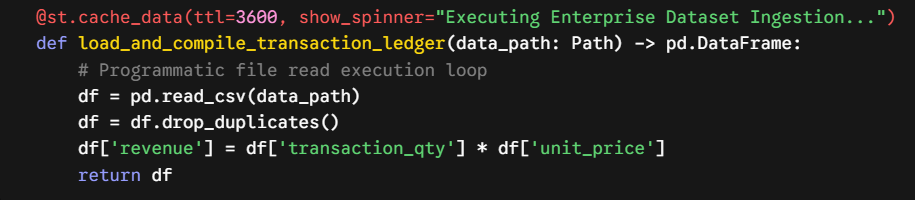 @st.cache_data(ttl=3600, show_spinner="Executing Enterprise Dataset Ingestion...")
def load_and_compile_transaction_ledger(data_path: Path) -> pd.DataFrame:
    # Programmatic file read execution loop
    df = pd.read_csv(data_path)
    df = df.drop_duplicates()
    df['revenue'] = df['transaction_qty'] * df['unit_price']
    return df